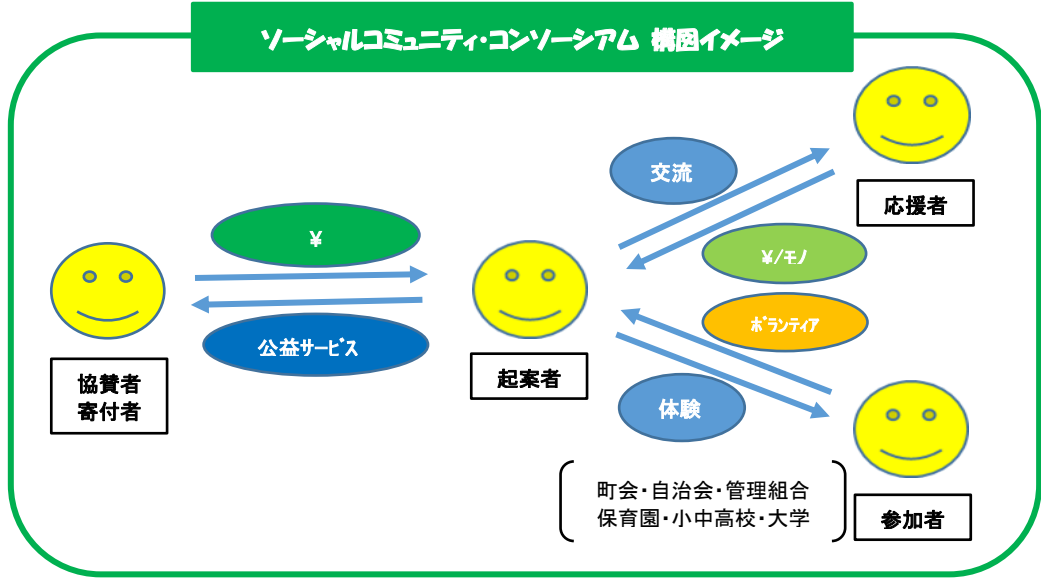 ソーシャルコミュニティ・コンソーシアム 構図イメージ
交流
応援者
¥
¥/モノ
ボランティア
公益サービス
起案者
協賛者
寄付者
体験
町会・自治会・管理組合
保育園・小中高校・大学
参加者